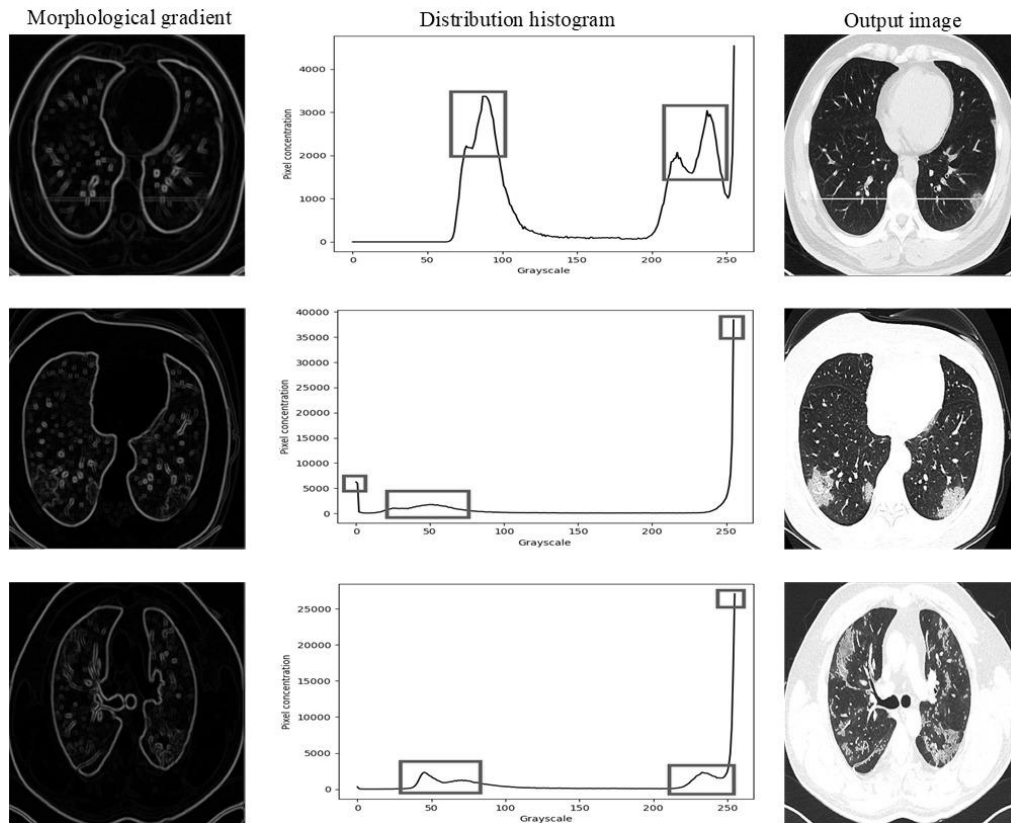 Morphological gradient
Distribution histogram
Output image
Pixel concentration
4000
3000
2000
1000
0
0 50 100 150 200 250
Grayscale
Pixel concentration
40000
35000
30000
25000
20000
15000
10000
5000
0
0 50 100 150 200 250
Grayscale
Pixel concentration
25000
20000
15000
10000
5000
0
0 50 100 150 200 250
Grayscale